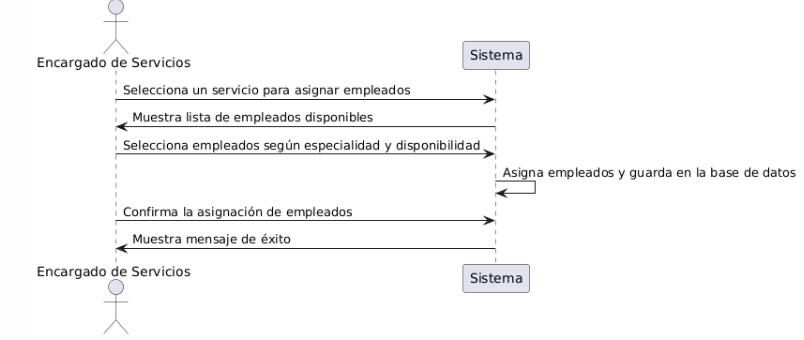 Encargado de Servicios
Sistema
Selecciona un servicio para asignar empleados
Muestra lista de empleados disponibles
Selecciona empleados según especialidad y disponibilidad
Asigna empleados y guarda en la base de datos
Confirma la asignación de empleados
Muestra mensaje de éxito
Encargado de Servicios
Sistema